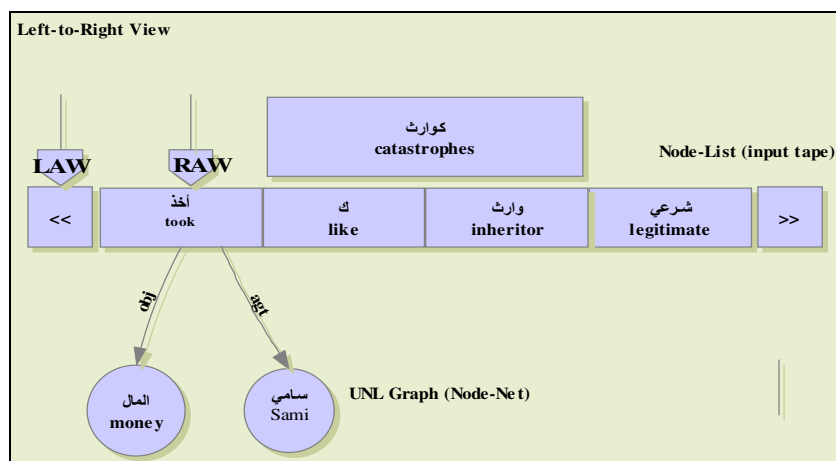 Left-to-Right View
كوارث
catastrophes
LAW
RAW
Node-List (input tape)
<<
أخذ
took
ك
like
وارث
inheritor
شرعي
legitimate
>>
obj
agt
المال
money
سامي
Sami
UNL Graph (Node-Net)